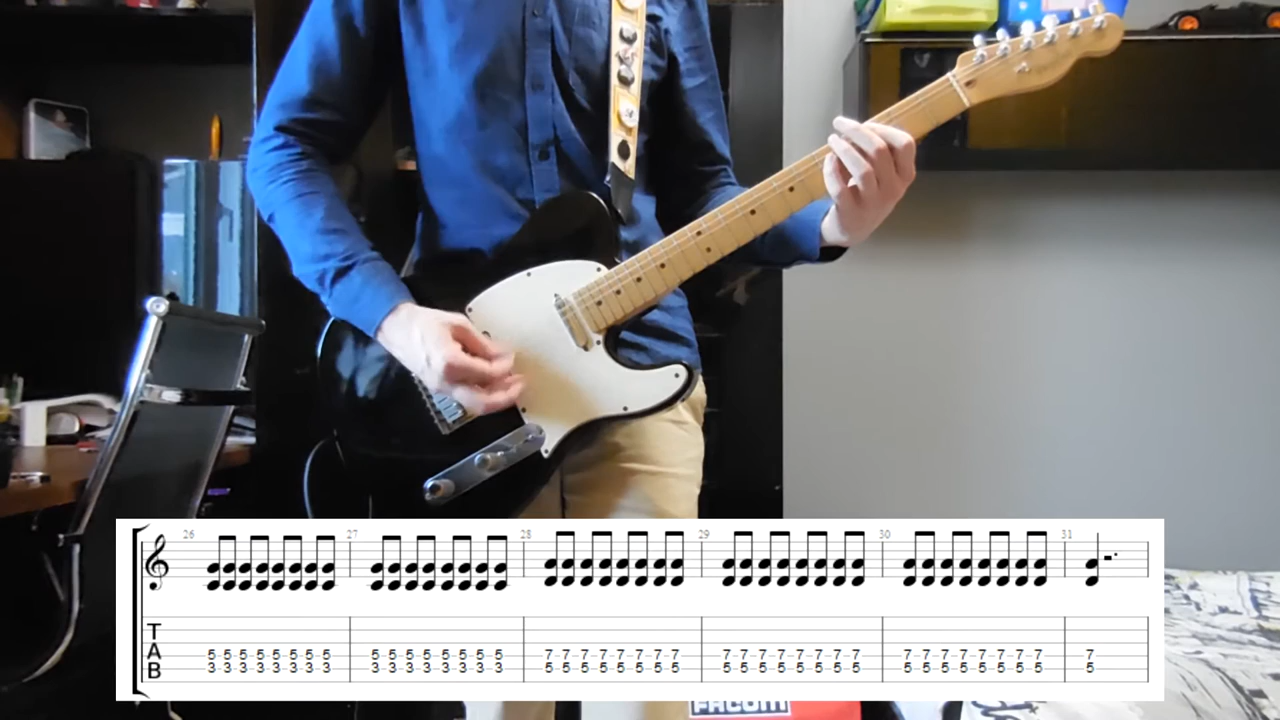 26 27 28 29 30 31
T
A
B
5 5 5 5 5 5 5 5 5 5 5 5 5 5 5 5 7 7 7 7 7 7 7 7 7 7 7 7 7 7 7 7 7 7 7 7 7 7 7 7 7
3 3 3 3 3 3 3 3 3 3 3 3 3 3 3 3 5 5 5 5 5 5 5 5 5 5 5 5 5 5 5 5 5 5 5 5 5 5 5 5 5
FACOM